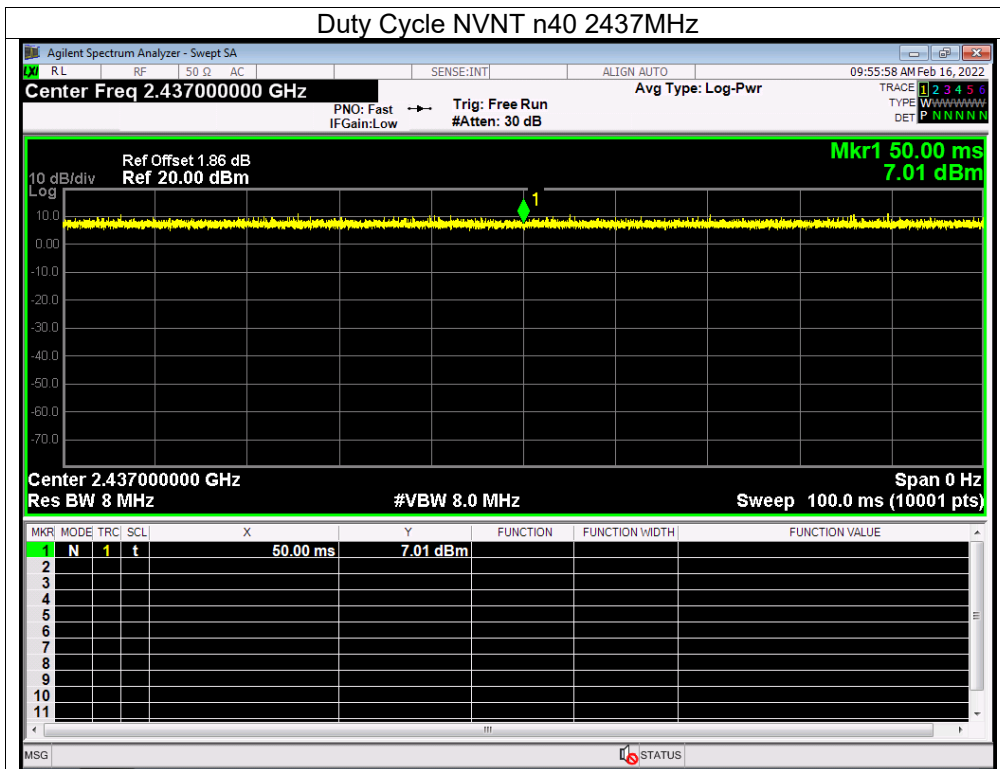 Duty Cycle NVNT n40 2437MHz
Agilent Spectrum Analyzer - Swept SA
LXI RL RF 50 Ω AC SENSE:INT ALIGN AUTO 09:55:58 AM Feb 16, 2022
Center Freq 2.437000000 GHz
Avg Type: Log-Pwr
TRACE 1 2 3 4 5 6
PNO: Fast Trig: Free Run
TYPE WWWWWW
IFGain:Low #Atten: 30 dB
DET P N N N N N
Ref Offset 1.86 dB
Mkr1 50.00 ms
10 dB/div Ref 20.00 dBm
7.01 dBm
Log
1
10.0
0.00
-10.0
-20.0
-30.0
-40.0
-50.0
-60.0
-70.0
Center 2.437000000 GHz Span 0 Hz
Res BW 8 MHz #VBW 8.0 MHz Sweep 100.0 ms (10001 pts)
MKR MODE TRC SCL X Y FUNCTION FUNCTION WIDTH FUNCTION VALUE
1 N 1 t 50.00 ms 7.01 dBm
2
3
4
5
6
7
8
9
10
11
MSG STATUS